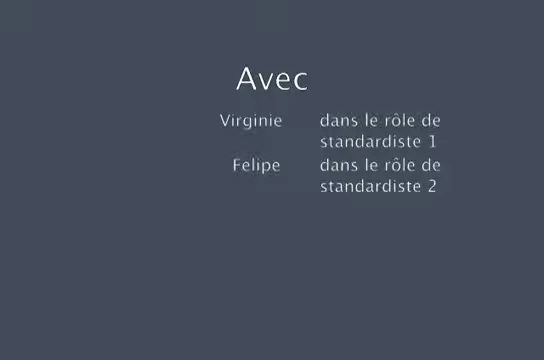 Avec
Virginie dans le rôle de
standardiste 1
Felipe dans le rôle de
standardiste 2